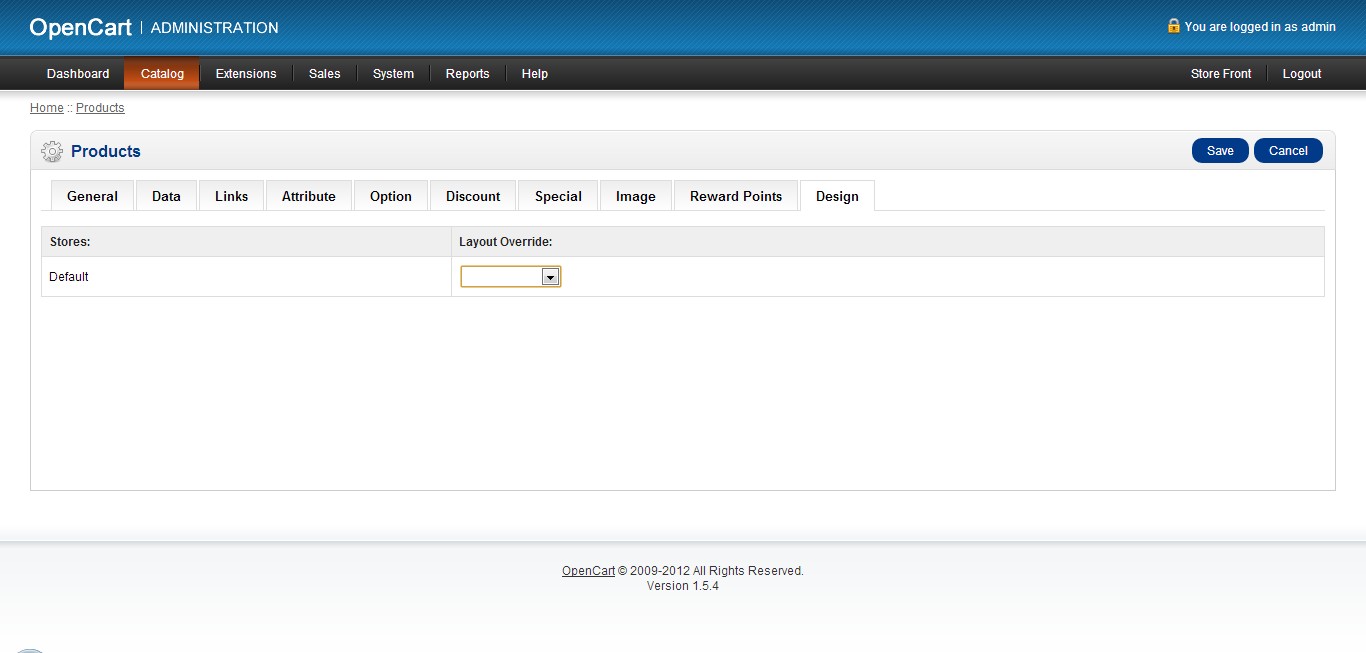 OpenCart | ADMINISTRATION
You are logged in as admin
Dashboard Catalog Extensions Sales System Reports Help Store Front Logout
Home :: Products
Products Save Cancel
General Data Links Attribute Option Discount Special Image Reward Points Design
Stores: Layout Override:
Default
OpenCart © 2009-2012 All Rights Reserved.
Version 1.5.4